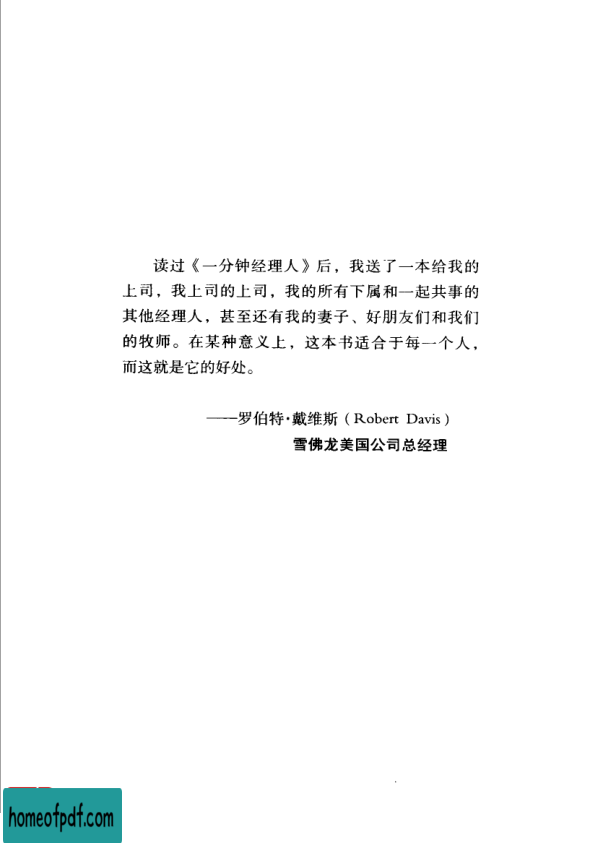 读过《一分钟经理人》后，我送了一本给我的
上司，我上司的上司，我的所有下属和一起共事的
其他经理人，甚至还有我的妻子、好朋友们和我们
的牧师。在某种意义上，这本书适合于每一个人，
而这就是它的好处。
——罗伯特·戴维斯（Robert Davis）
雪佛龙美国公司总经理
homeofpdf.com